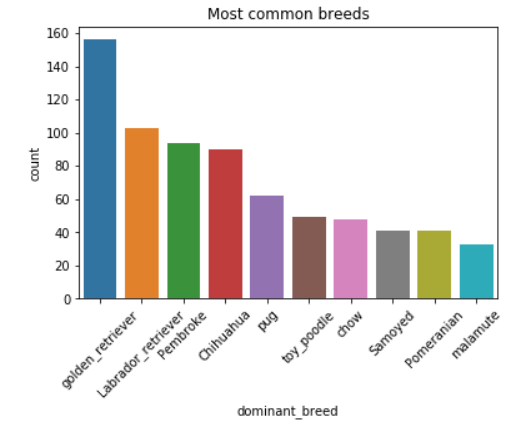 Most common breeds
160
140
120
100
80
60
40
20
0
count
golden_retriever
Labrador_retriever
Pembroke
Chihuahua
pug
toy_poodle
chow
Samoyed
Pomeranian
malamute
dominant_breed